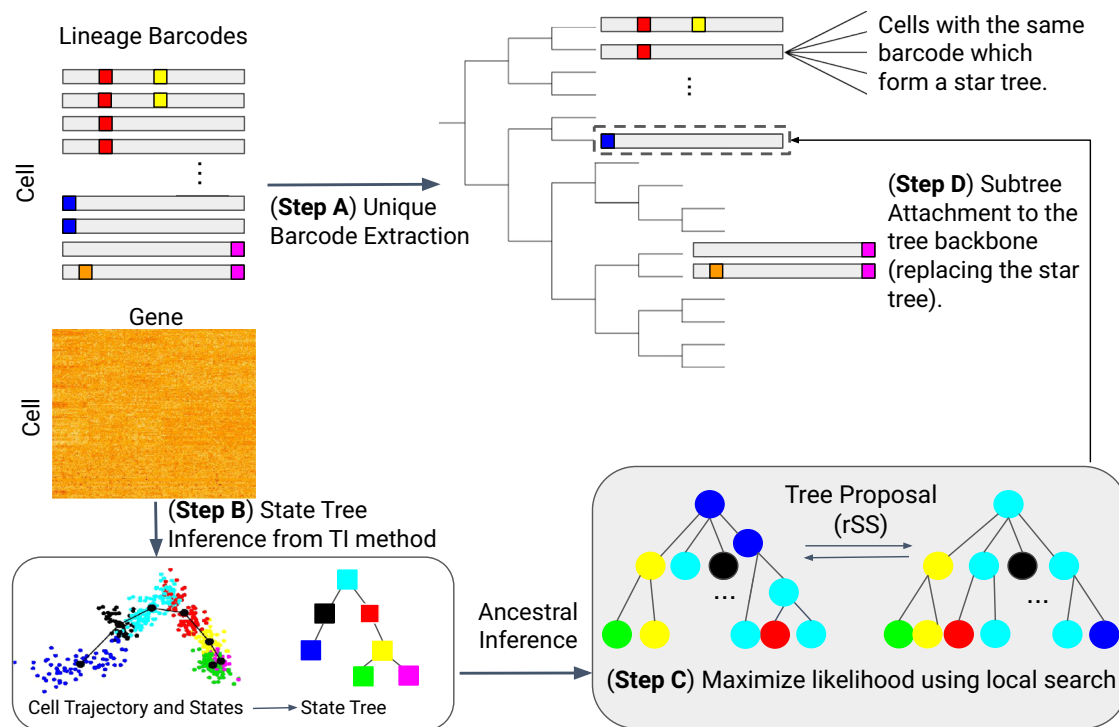 Lineage Barcodes
Cell
...
(Step A) Unique
Barcode Extraction
Cells with the same
barcode which
form a star tree.
...
(Step D) Subtree
Attachment to the
tree backbone
(replacing the star
tree).
Gene
Cell
(Step B) State Tree
Inference from TI method
Cell Trajectory and States
State Tree
Ancestral
Inference
Tree Proposal
(rSS)
...
...
(Step C) Maximize likelihood using local search